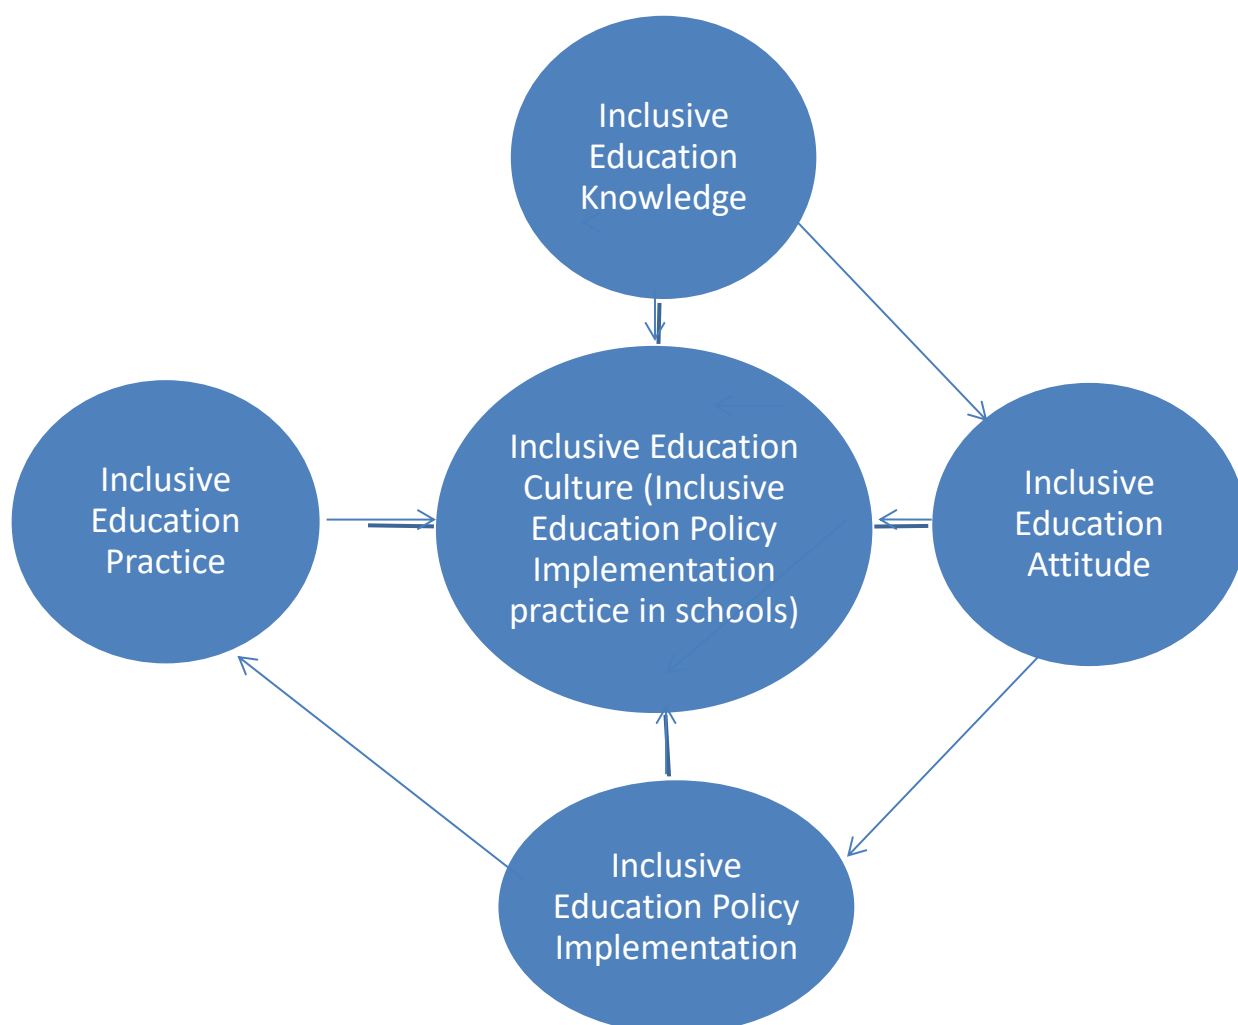 Inclusive
Education
Knowledge
Inclusive
Education
Practice
Inclusive Education
Culture (Inclusive
Education Policy
Implementation
practice in schools)
Inclusive
Education
Attitude
Inclusive
Education Policy
Implementation